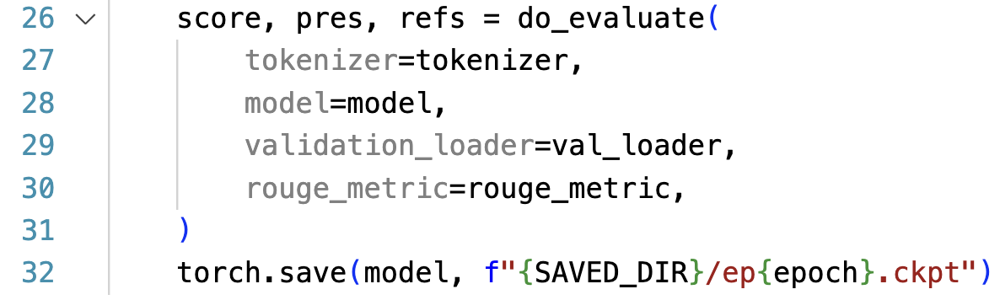 26 score, pres, refs = do_evaluate(
27 tokenizer=tokenizer,
28 model=model,
29 validation_loader=val_loader,
30 rouge_metric=rouge_metric,
31 )
32 torch.save(model, f"{SAVED_DIR}/ep{epoch}.ckpt")